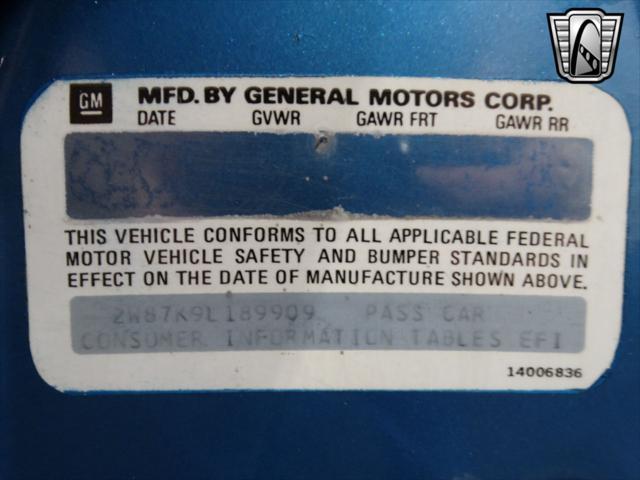 GM MFD. BY GENERAL MOTORS CORP.
DATE GVWR GAWR FRT GAWR RR
THIS VEHICLE CONFORMS TO ALL APPLICABLE FEDERAL
MOTOR VEHICLE SAFETY AND BUMPER STANDARDS IN
EFFECT ON THE DATE OF MANUFACTURE SHOWN ABOVE.
2W87K9L189909 PASS CAR
CONSUMER INFORMATION TABLES EFI
14006836